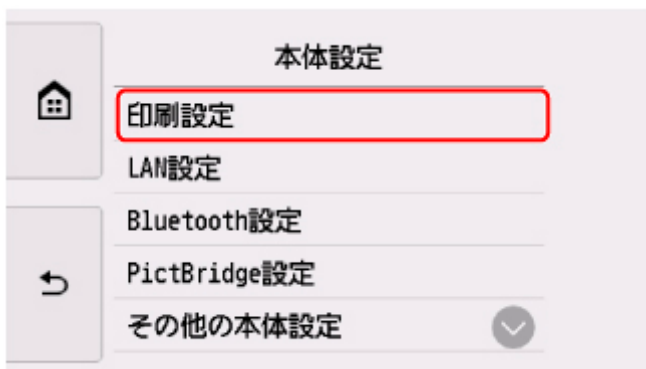 本体設定
印刷設定
LAN設定
Bluetooth設定
PictBridge設定
その他の本体設定